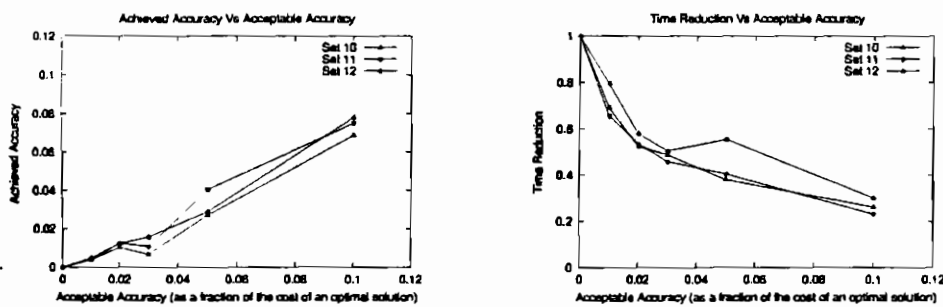 Achieved Accuracy Vs Acceptable Accuracy
0.12
0.1
0.08
0.06
0.04
0.02
0
Achieved Accuracy
Set 10
Set 11
Set 12
0 0.02 0.04 0.06 0.08 0.1 0.12
Acceptable Accuracy (as a fraction of the cost of an optimal solution)
Time Reduction Vs Acceptable Accuracy
1
0.8
0.6
0.4
0.2
0
Time Reduction
Set 10
Set 11
Set 12
0 0.02 0.04 0.06 0.08 0.1 0.12
Acceptable Accuracy (as a fraction of the cost of an optimal solution)